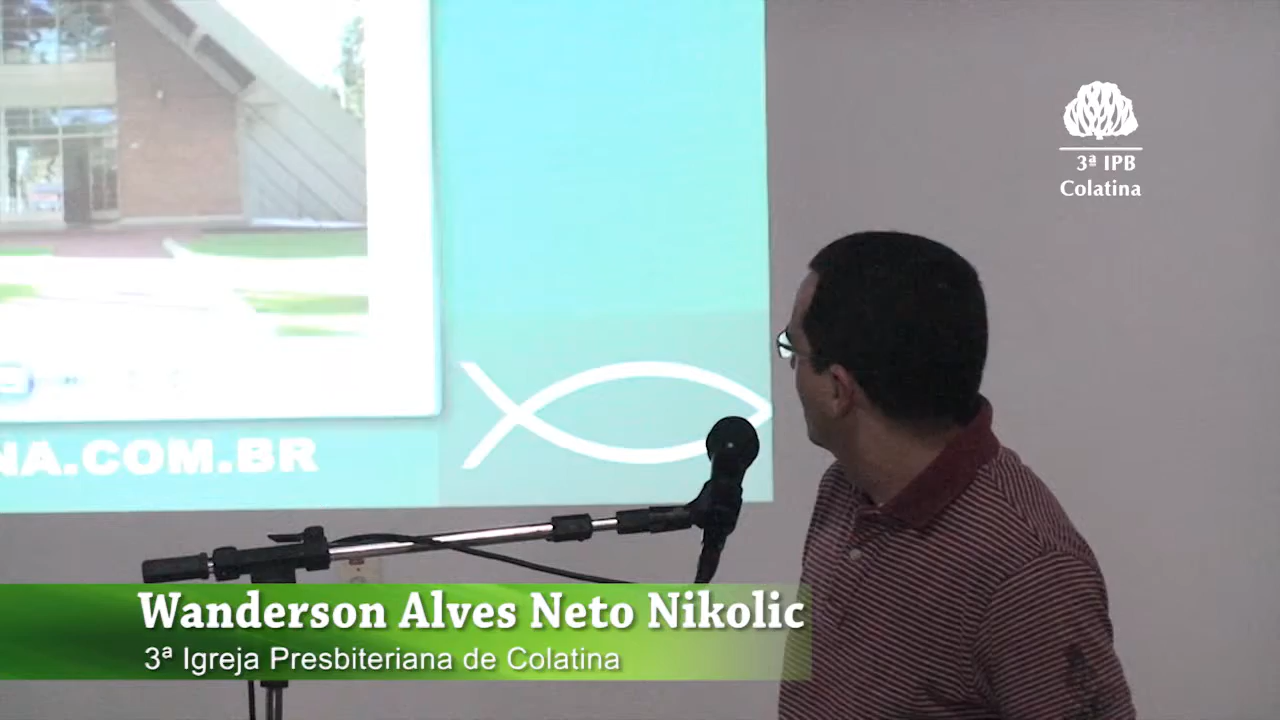 3ª IPB
Colatina
NA.COM.BR
Wanderson Alves Neto Nikolic
3ª Igreja Presbiteriana de Colatina